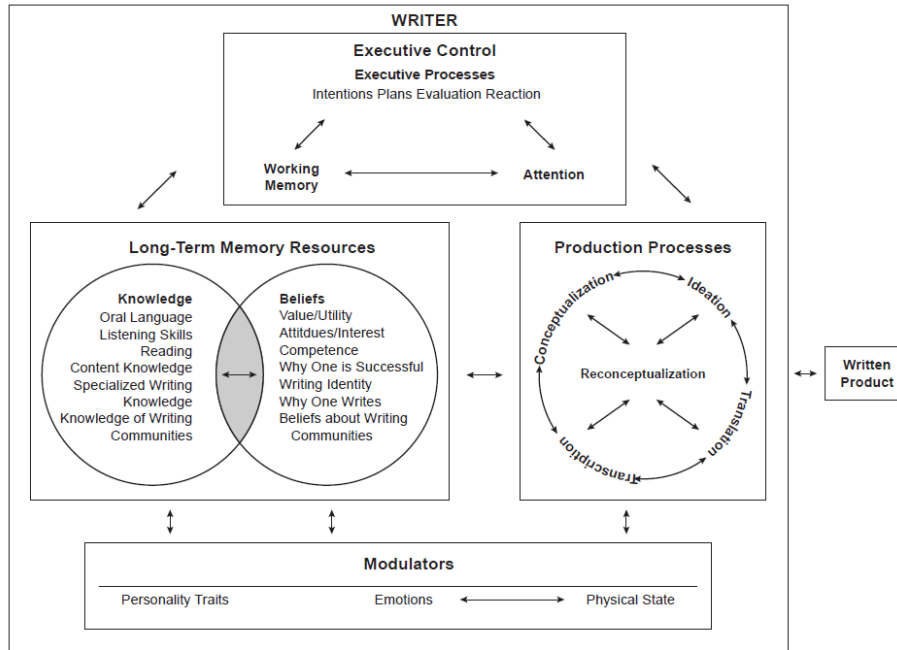 WRITER
Executive Control
Executive Processes
Intentions Plans Evaluation Reaction
Working
Memory
Attention
Long-Term Memory Resources
Knowledge
Oral Language
Listening Skills
Reading
Content Knowledge
Specialized Writing
Knowledge
Knowledge of Writing
Communities
Beliefs
Value/Utility
Attitdues/Interest
Competence
Why One is Successful
Writing Identity
Why One Writes
Beliefs about Writing
Communities
Production Processes
Conceptualization
Ideation
Reconceptualization
Translation
Transcription
Written
Product
Modulators
Personality Traits
Emotions
Physical State